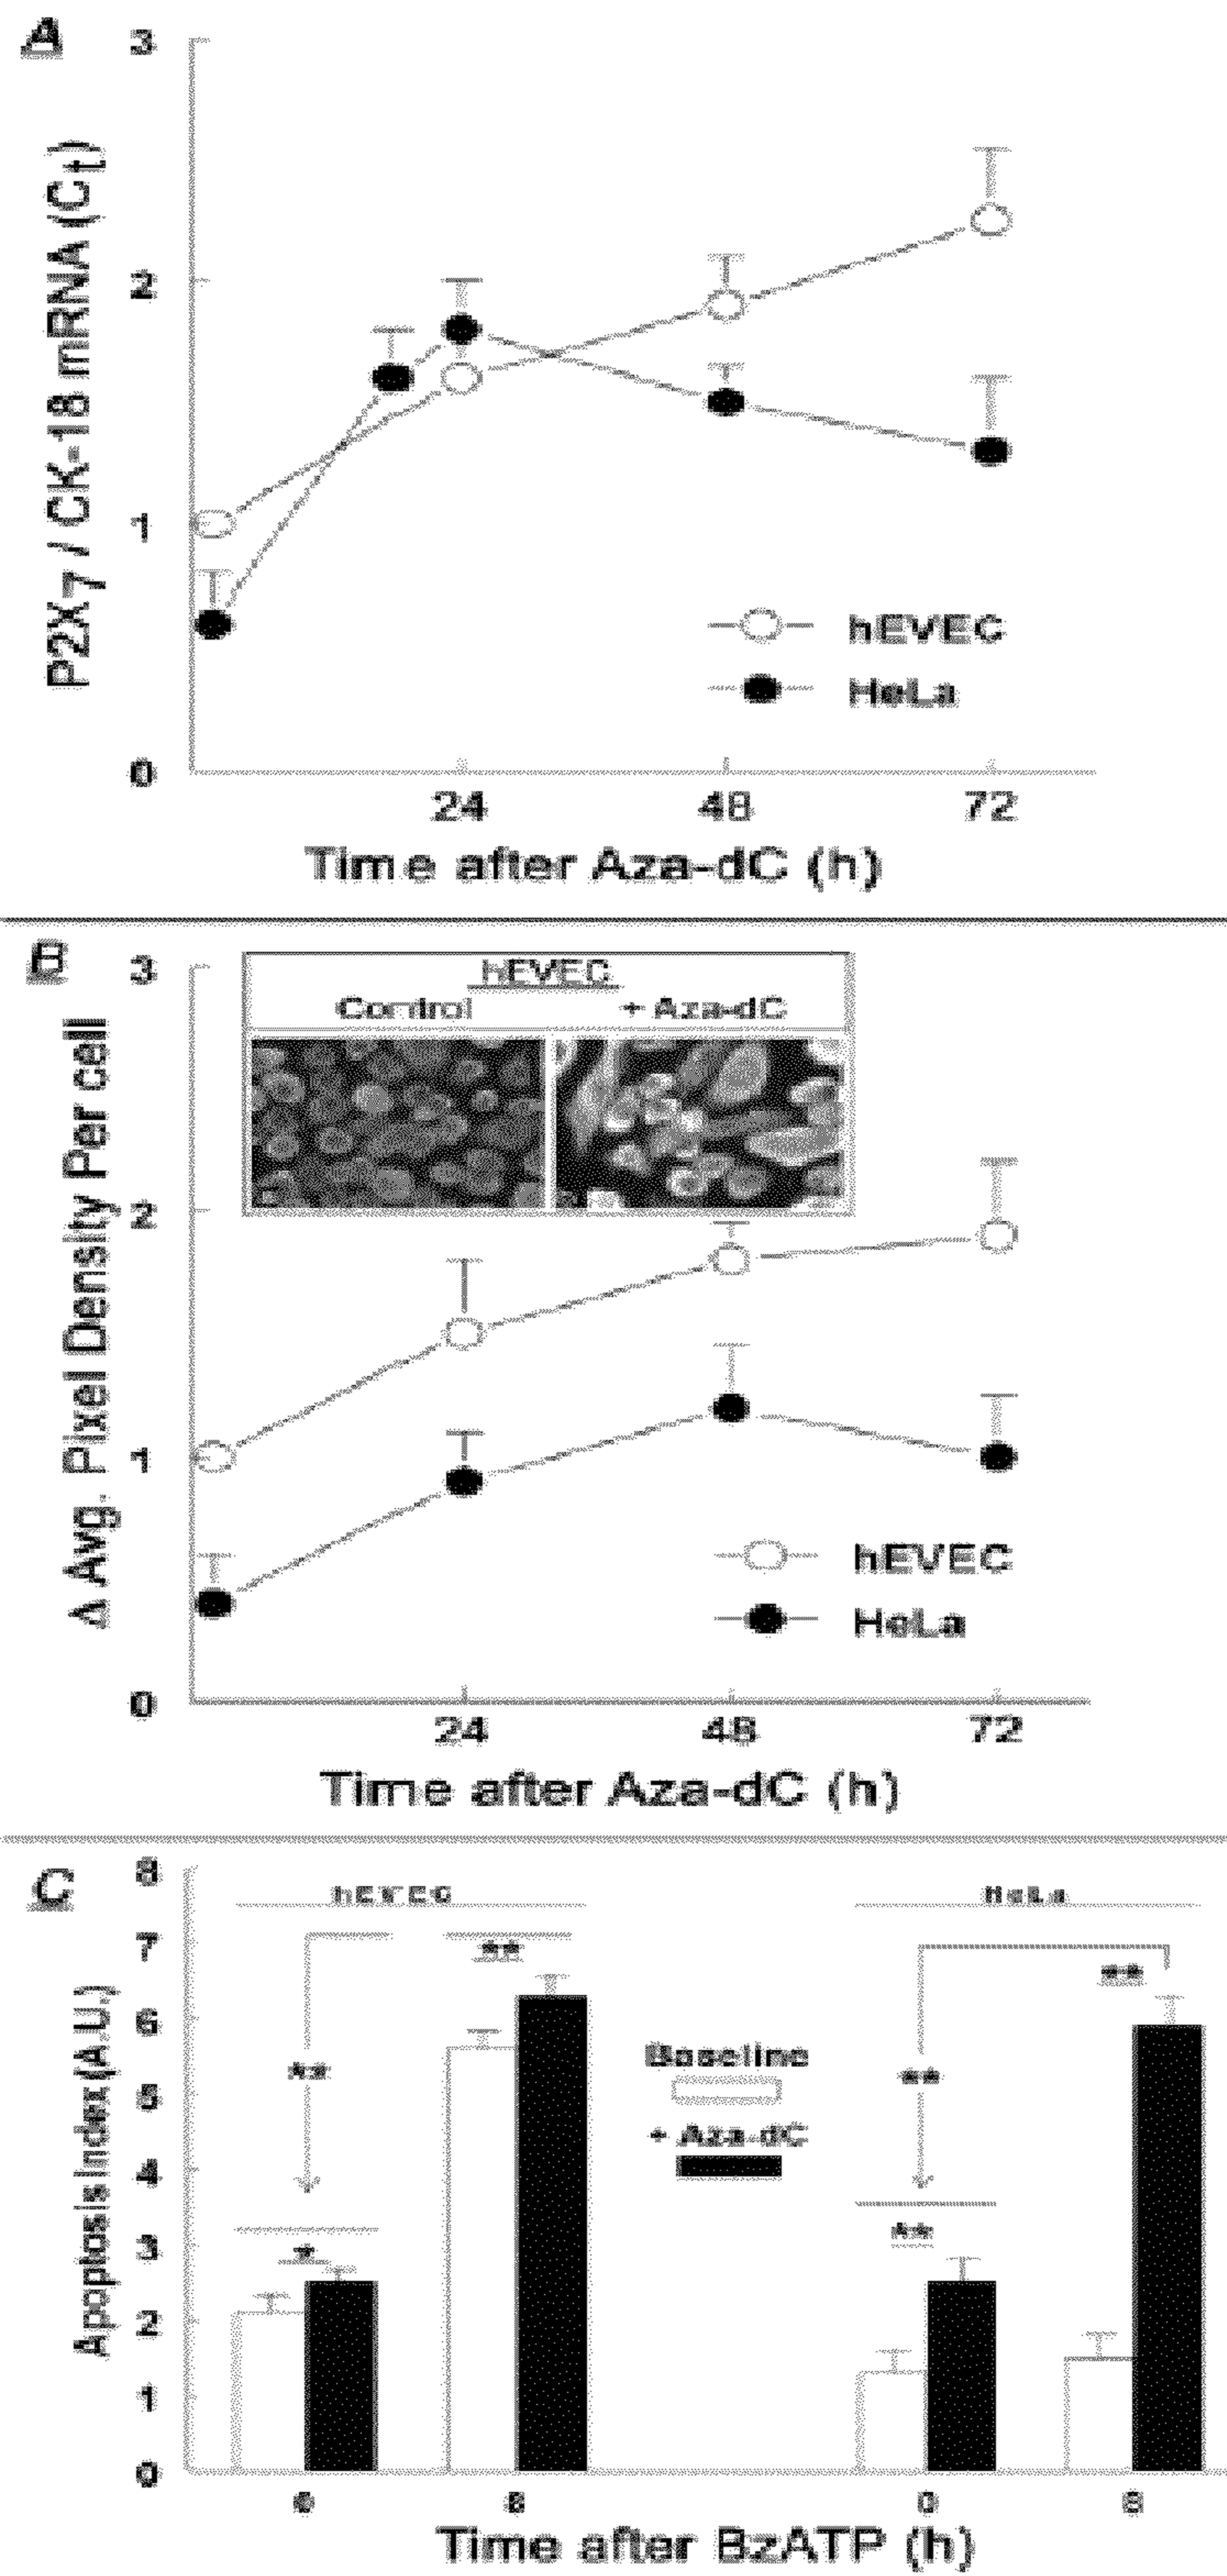 A
3
2
1
0
P2X7 / CK-18 mRNA (Ct)
hEVEC
HeLa
24 48 72
Time after Aza-dC (h)
B
3
2
1
0
Δ Avg. Pixel Density Per cell
hEVEC
Control + Aza-dC
hEVEC
HeLa
24 48 72
Time after Aza-dC (h)
C
8
7
6
5
4
3
2
1
0
Apoptosis Index (A.U.)
hEVEC HeLa
**
**
Baseline
** **
+ Aza-dC
**
*
0 8 0 8
Time after BzATP (h)